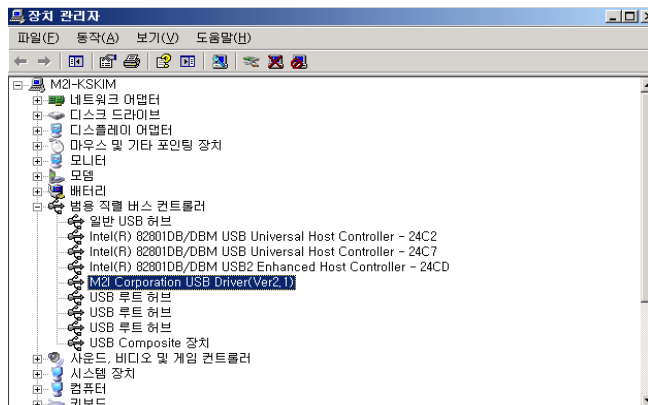 장치 관리자
파일(F) 동작(A) 보기(V) 도움말(H)
M2I-KSKIM
네트워크 어댑터
디스크 드라이브
디스플레이 어댑터
마우스 및 기타 포인팅 장치
모니터
모뎀
배터리
범용 직렬 버스 컨트롤러
일반 USB 허브
Intel(R) 82801DB/DBM USB Universal Host Controller - 24C2
Intel(R) 82801DB/DBM USB Universal Host Controller - 24C7
Intel(R) 82801DB/DBM USB2 Enhanced Host Controller - 24CD
M2I Corporation USB Driver(Ver2,1)
USB 루트 허브
USB 루트 허브
USB 루트 허브
USB Composite 장치
사운드, 비디오 및 게임 컨트롤러
시스템 장치
컴퓨터
키보드